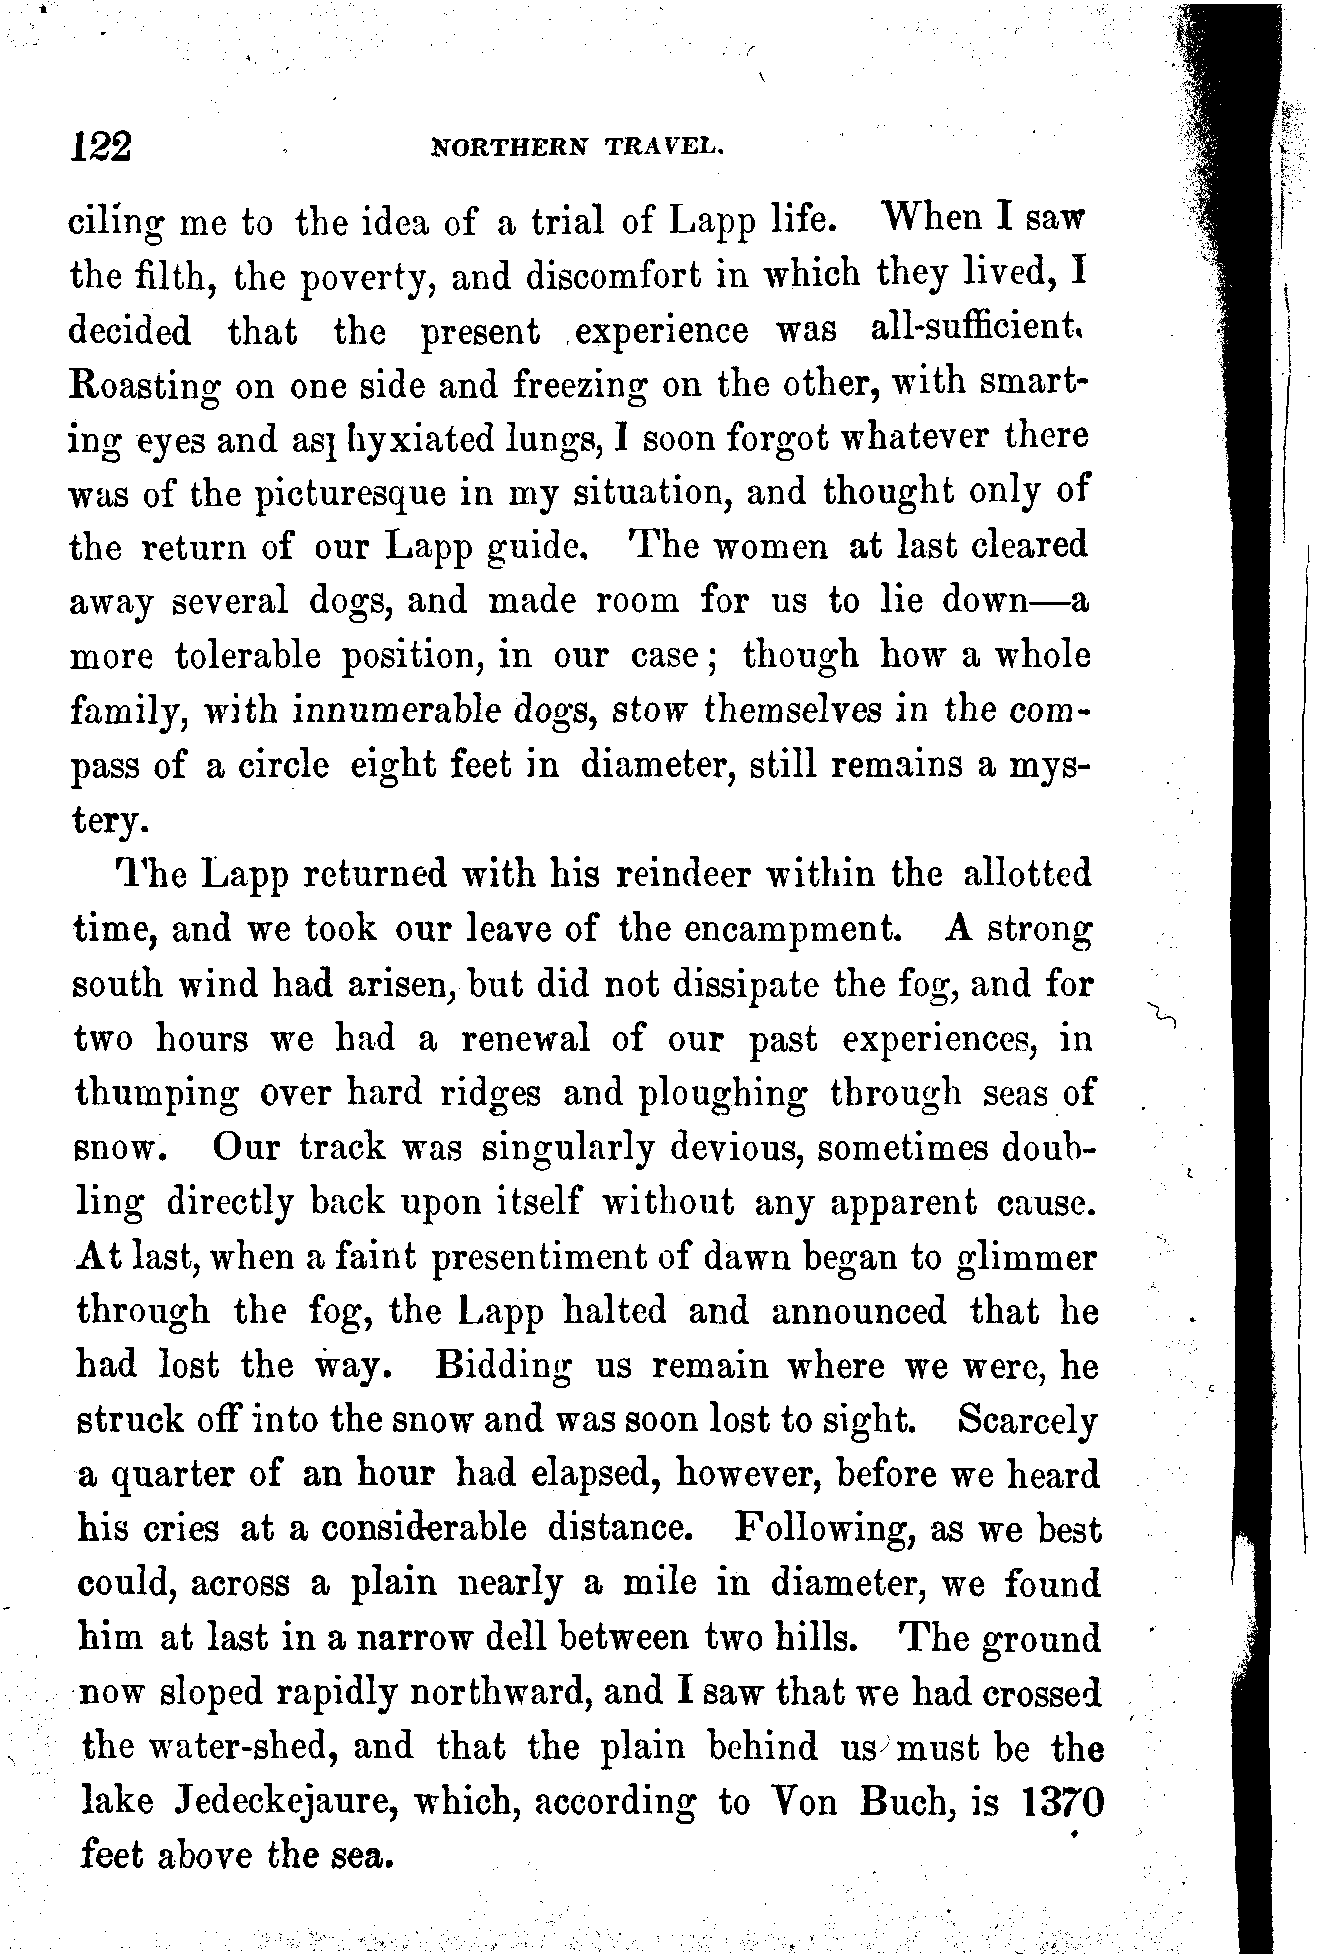 122 NORTHERN TRAVEL.
ciling me to the idea of a trial of Lapp life. When I saw
the filth, the poverty, and discomfort in which they lived, I
decided that the present experience was all-sufficient.
Roasting on one side and freezing on the other, with smart-
ing eyes and asphyxiated lungs, I soon forgot whatever there
was of the picturesque in my situation, and thought only of
the return of our Lapp guide. The women at last cleared
away several dogs, and made room for us to lie down—a
more tolerable position, in our case; though how a whole
family, with innumerable dogs, stow themselves in the com-
pass of a circle eight feet in diameter, still remains a mys-
tery.
The Lapp returned with his reindeer within the allotted
time, and we took our leave of the encampment. A strong
south wind had arisen, but did not dissipate the fog, and for
two hours we had a renewal of our past experiences, in
thumping over hard ridges and ploughing through seas of
snow. Our track was singularly devious, sometimes doub-
ling directly back upon itself without any apparent cause.
At last, when a faint presentiment of dawn began to glimmer
through the fog, the Lapp halted and announced that he
had lost the way. Bidding us remain where we were, he
struck off into the snow and was soon lost to sight. Scarcely
a quarter of an hour had elapsed, however, before we heard
his cries at a considerable distance. Following, as we best
could, across a plain nearly a mile in diameter, we found
him at last in a narrow dell between two hills. The ground
now sloped rapidly northward, and I saw that we had crossed
the water-shed, and that the plain behind us must be the
lake Jedeckejaure, which, according to Von Buch, is 1370
feet above the sea.